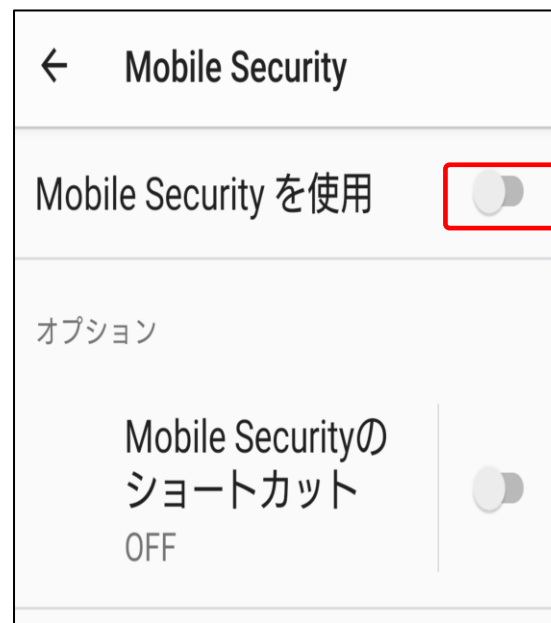 Mobile Security
Mobile Security を使用
オプション
Mobile Securityの
ショートカット
OFF